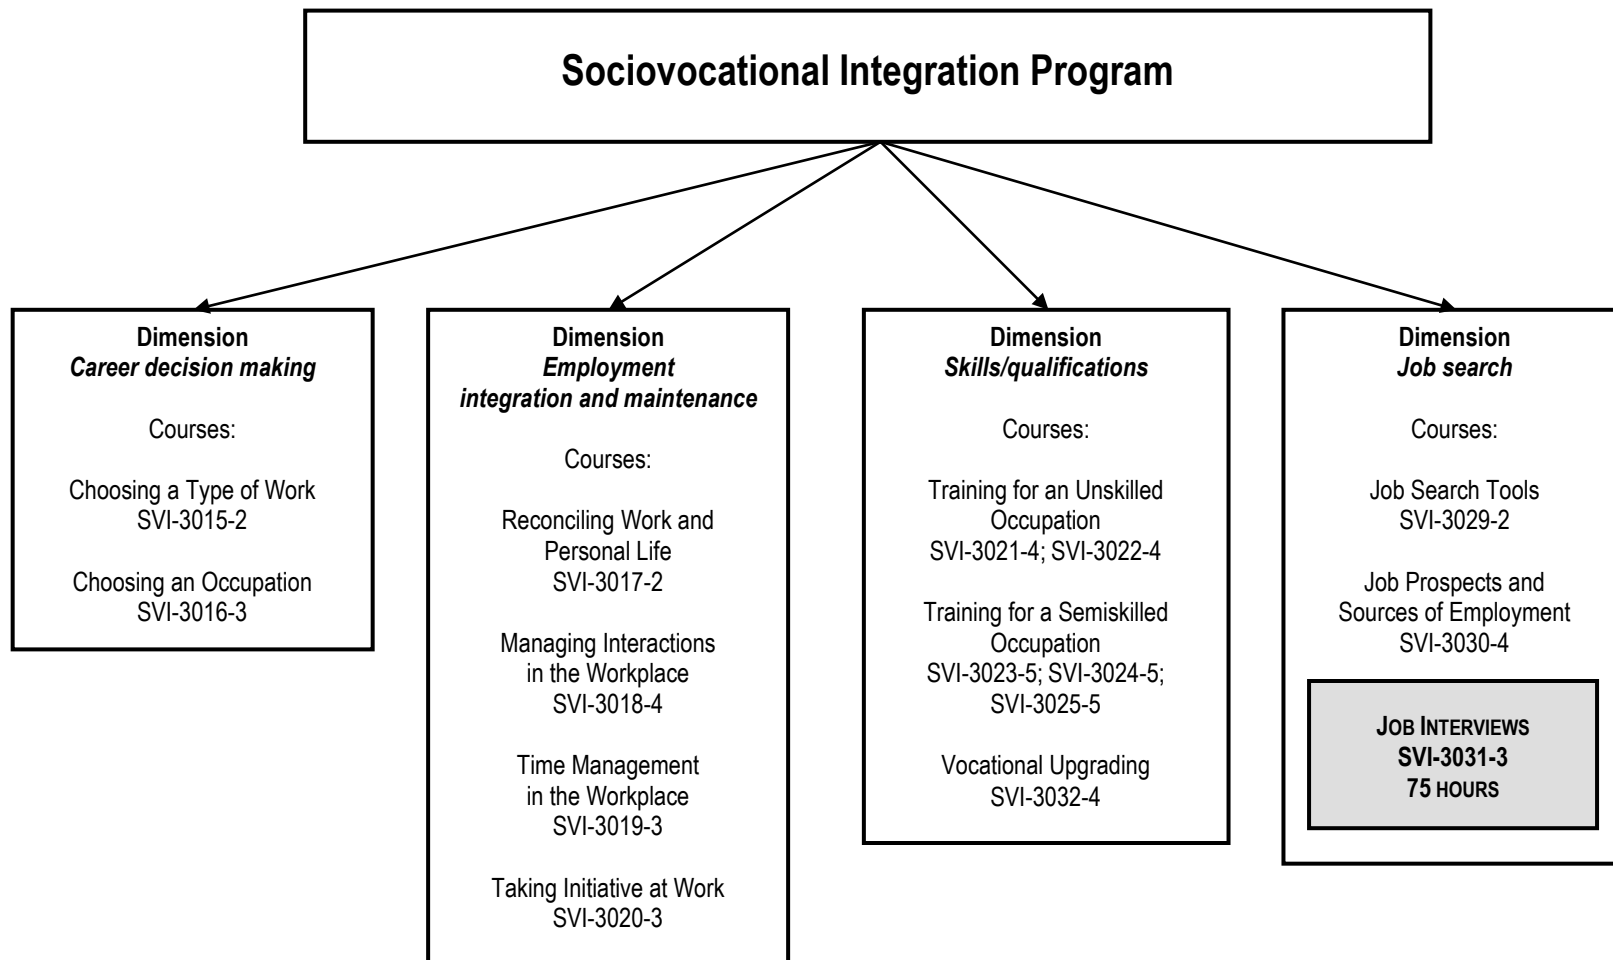 Sociovocational Integration Program
Dimension
Career decision making
Courses:
Choosing a Type of Work
SVI-3015-2
Choosing an Occupation
SVI-3016-3
Dimension
Employment
integration and maintenance
Courses:
Reconciling Work and
Personal Life
SVI-3017-2
Managing Interactions
in the Workplace
SVI-3018-4
Time Management
in the Workplace
SVI-3019-3
Taking Initiative at Work
SVI-3020-3
Dimension
Skills/qualifications
Courses:
Training for an Unskilled
Occupation
SVI-3021-4; SVI-3022-4
Training for a Semiskilled
Occupation
SVI-3023-5; SVI-3024-5;
SVI-3025-5
Vocational Upgrading
SVI-3032-4
Dimension
Job search
Courses:
Job Search Tools
SVI-3029-2
Job Prospects and
Sources of Employment
SVI-3030-4
JOB INTERVIEWS
SVI-3031-3
75 HOURS